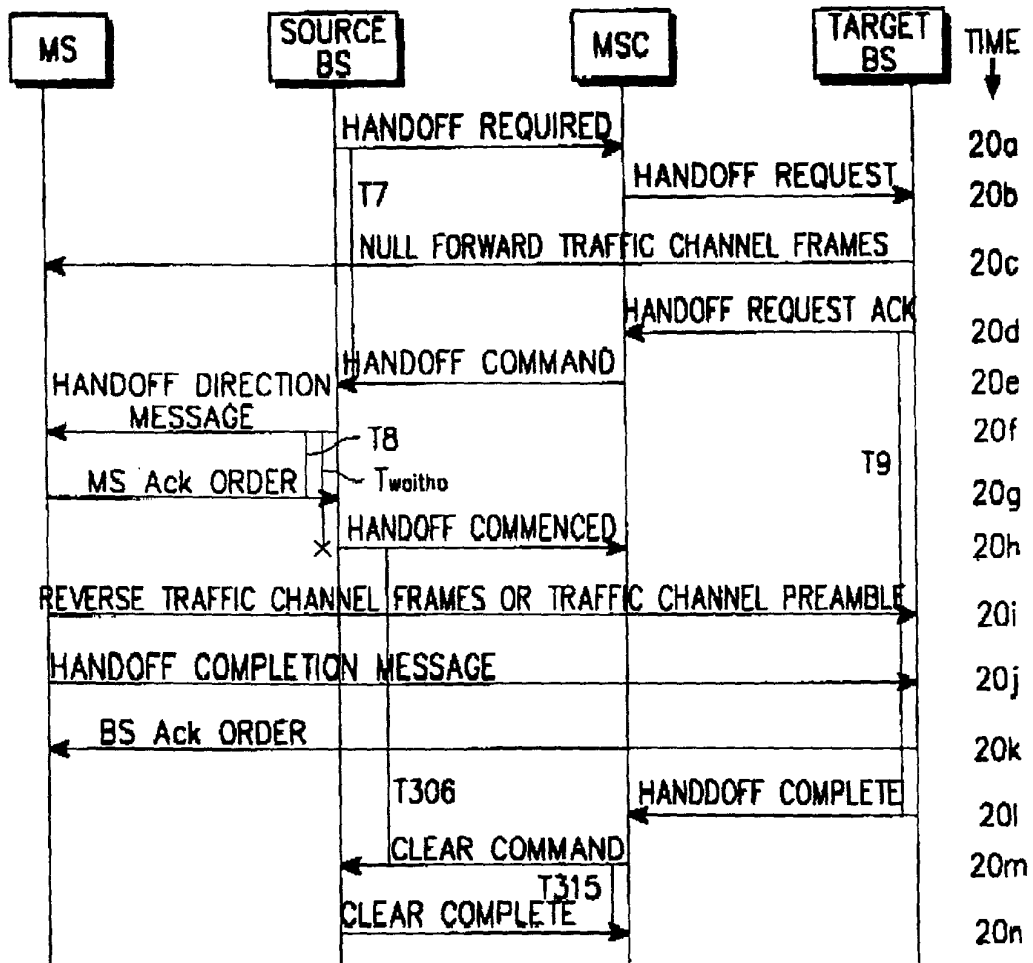 MS
SOURCE
BS
MSC
TARGET
BS
TIME
HANDOFF REQUIRED
20a
T7
HANDOFF REQUEST
20b
NULL FORWARD TRAFFIC CHANNEL FRAMES
20c
HANDOFF REQUEST ACK
20d
HANDOFF COMMAND
20e
HANDOFF DIRECTION
MESSAGE
20f
T8
T9
MS Ack ORDER
Twaitho
20g
HANDOFF COMMENCED
20h
REVERSE TRAFFIC CHANNEL FRAMES OR TRAFFIC CHANNEL PREAMBLE
20i
HANDOFF COMPLETION MESSAGE
20j
BS Ack ORDER
20k
T306
HANDDOFF COMPLETE
20l
CLEAR COMMAND
20m
T315
CLEAR COMPLETE
20n